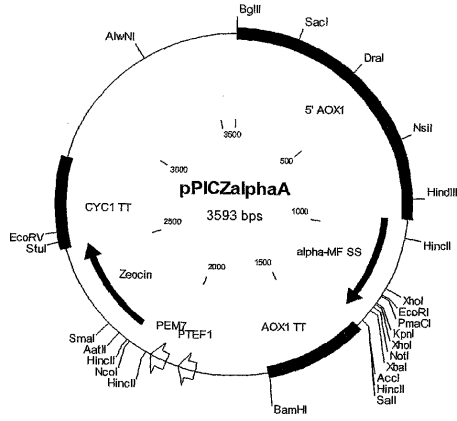 BglII
SacI
DraI
5' AOX1
NsiI
HindIII
HincII
alpha-MF SS
XhoI
EcoRI
PmaCI
KpnI
XhoI
NotI
XbaI
AccI
HincII
SalI
AOX1 TT
BamHI
PTEF1
PEM7
HincII
NcoI
HincII
AatII
SmaI
Zeocin
StuI
EcoRV
CYC1 TT
AlwNI
3500
500
1000
1500
2000
2500
3000
pPICZalphaA
3593 bps